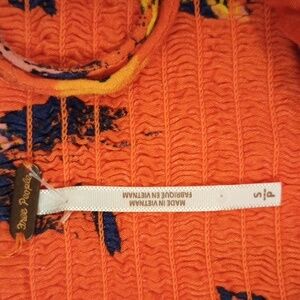 Free People
MADE IN VIETNAM
FABRIQUÉ EN VIETNAM
S
P